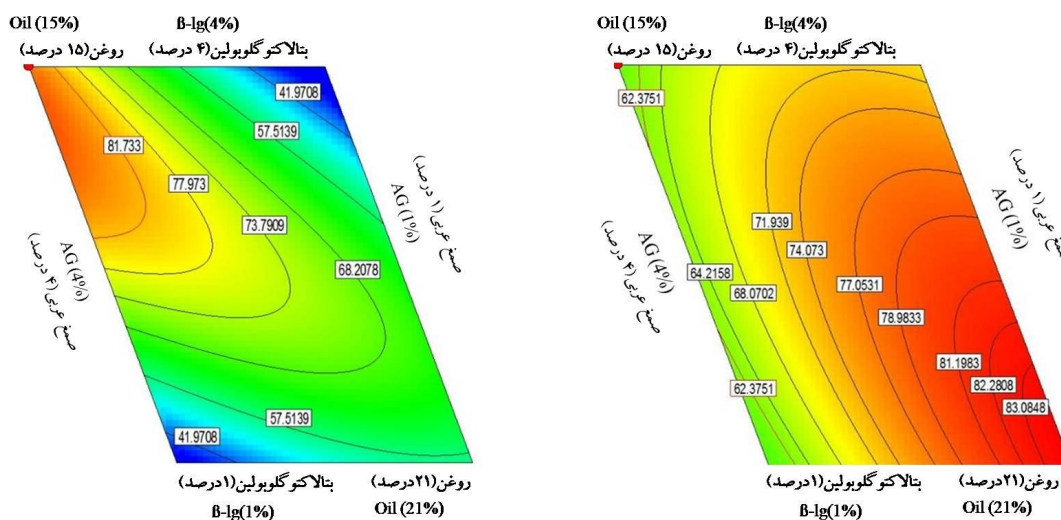 Oil (15%)
ß-lg(4%)
روغن(۱۵ درصد)
بتالاکتوگلوبولین(۴ درصد)
41.9708
57.5139
81.733
77.973
73.7909
68.2078
صمغ عربی (۱ درصد)
AG (1%)
AG (4%)
صمغ عربی (۴ درصد)
57.5139
41.9708
بتالاکتوگلوبولین(۱درصد)
روغن(۲۱درصد)
ß-lg(1%)
Oil (21%)
Oil (15%)
ß-lg(4%)
روغن(۱۵ درصد)
بتالاکتوگلوبولین(۴ درصد)
62.3751
71.939
74.073
64.2158
68.0702
77.0531
78.9833
81.1983
82.2808
83.0848
62.3751
صمغ عربی (۱ درصد)
AG (1%)
AG (4%)
صمغ عربی (۴ درصد)
بتالاکتوگلوبولین(۱درصد)
روغن(۲۱درصد)
ß-lg(1%)
Oil (21%)